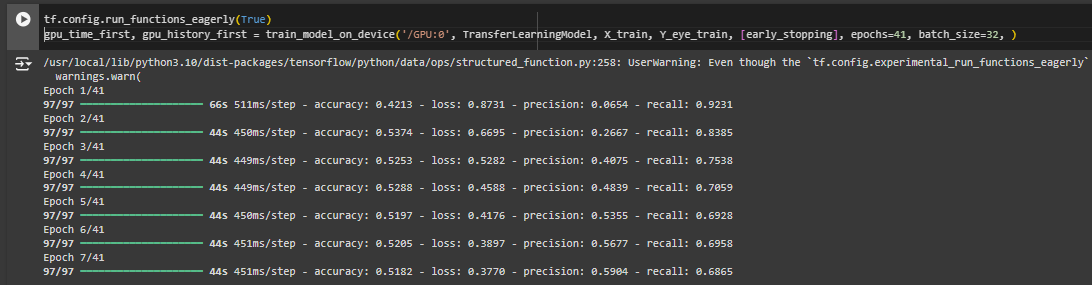 tf.config.run_functions_eagerly(True)
gpu_time_first, gpu_history_first = train_model_on_device('/GPU:0', TransferLearningModel, X_train, Y_eye_train, [early_stopping], epochs=41, batch_size=32, )
/usr/local/lib/python3.10/dist-packages/tensorflow/python/data/ops/structured_function.py:258: UserWarning: Even though the `tf.config.experimental_run_functions_eagerly`
warnings.warn(
Epoch 1/41
97/97 66s 511ms/step - accuracy: 0.4213 - loss: 0.8731 - precision: 0.0654 - recall: 0.9231
Epoch 2/41
97/97 44s 450ms/step - accuracy: 0.5374 - loss: 0.6695 - precision: 0.2667 - recall: 0.8385
Epoch 3/41
97/97 44s 449ms/step - accuracy: 0.5253 - loss: 0.5282 - precision: 0.4075 - recall: 0.7538
Epoch 4/41
97/97 44s 449ms/step - accuracy: 0.5288 - loss: 0.4588 - precision: 0.4839 - recall: 0.7059
Epoch 5/41
97/97 44s 450ms/step - accuracy: 0.5197 - loss: 0.4176 - precision: 0.5355 - recall: 0.6928
Epoch 6/41
97/97 44s 451ms/step - accuracy: 0.5205 - loss: 0.3897 - precision: 0.5677 - recall: 0.6958
Epoch 7/41
97/97 44s 451ms/step - accuracy: 0.5182 - loss: 0.3770 - precision: 0.5904 - recall: 0.6865